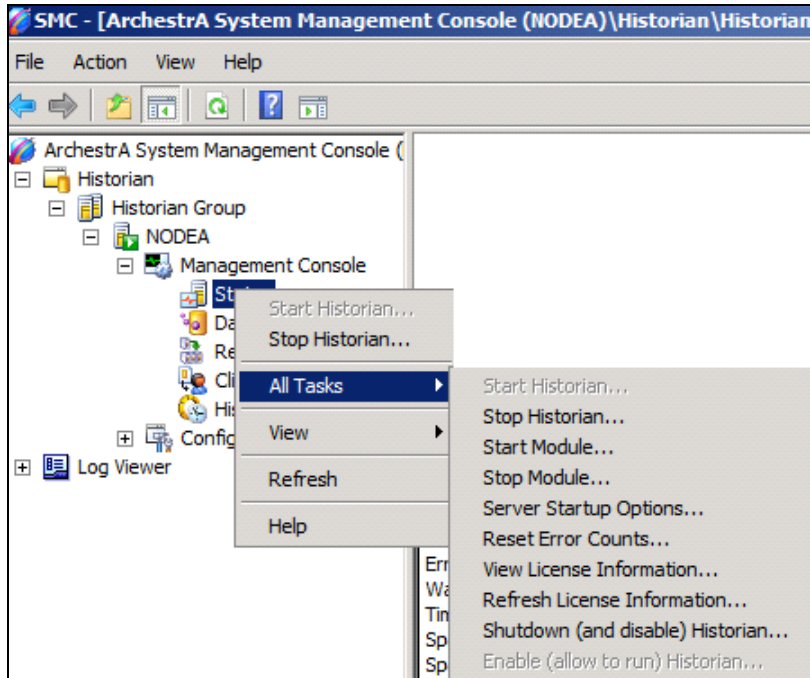 SMC - [ArchestrA System Management Console (NODEA)\Historian\Historian
File Action View Help
ArchestrA System Management Console (
Historian
Historian Group
NODEA
Management Console
Start Historian...
Stop Historian...
All Tasks
View
Refresh
Help
Log Viewer
Start Historian...
Stop Historian...
Start Module...
Stop Module...
Server Startup Options...
Reset Error Counts...
View License Information...
Refresh License Information...
Shutdown (and disable) Historian...
Enable (allow to run) Historian...